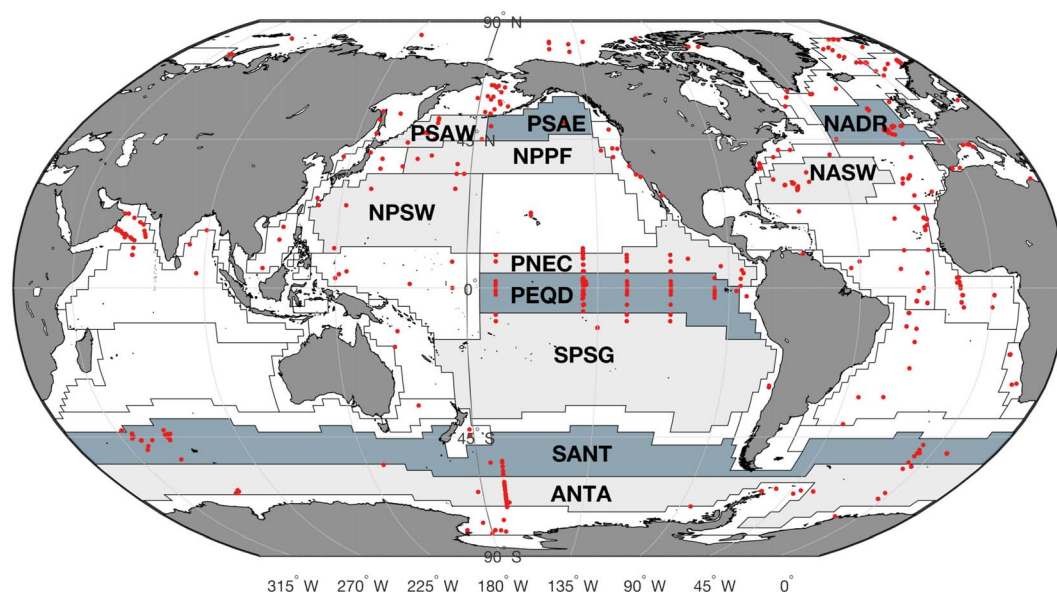 90° N
PSAW
PSAE
NADR
45° N
NPPF
NASW
NPSW
PNEC
0°
PEQD
SPSG
45° S
SANT
ANTA
90° S
315° W 270° W 225° W 180° W 135° W 90° W 45° W 0°